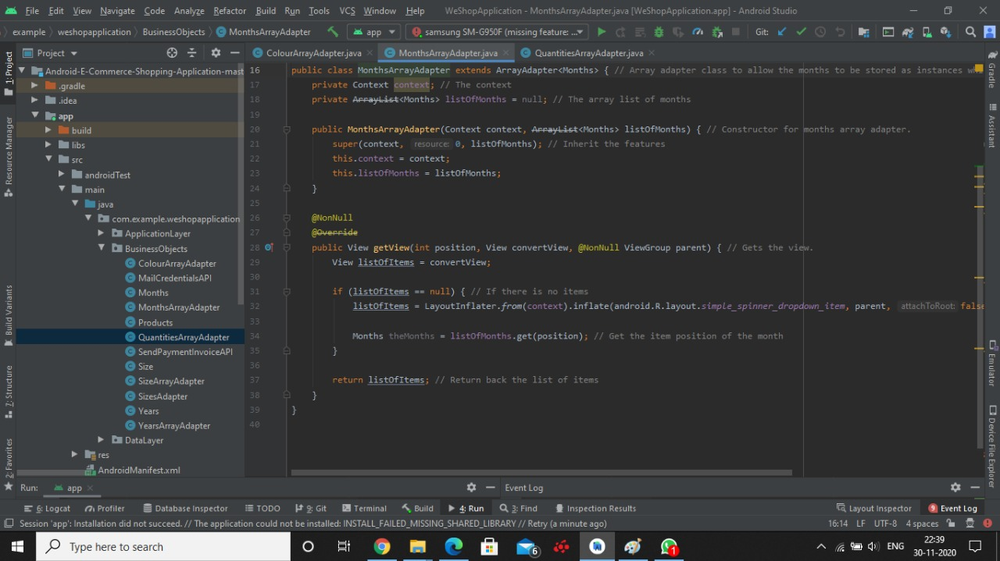 File Edit View Navigate Code Analyze Refactor Build Run Tools VCS Window Help WeShopApplication - MonthsArrayAdapter.java [WeShopApplication.app] - Android Studio
example weshopapplication BusinessObjects MonthsArrayAdapter app samsung SM-G950F (missing feature: ... Git:
Project ColourArrayAdapter.java MonthsArrayAdapter.java QuantitiesArrayAdapter.java
1: Project
Resource Manager
Build Variants
7: Structure
2: Favorites
Android-E-Commerce-Shopping-Application-mast
.gradle
.idea
app
build
libs
src
androidTest
main
java
com.example.weshopapplication
ApplicationLayer
BusinessObjects
ColourArrayAdapter
MailCredentialsAPI
Months
MonthsArrayAdapter
Products
QuantitiesArrayAdapter
SendPaymentInvoiceAPI
Size
SizeArrayAdapter
SizesAdapter
Years
YearsArrayAdapter
DataLayer
res
AndroidManifest.xml
16 public class MonthsArrayAdapter extends ArrayAdapter<Months> { // Array adapter class to allow the months to be stored as instances
17 private Context context; // The context
18 private ArrayList<Months> listOfMonths = null; // The array list of months
19
20 public MonthsArrayAdapter(Context context, ArrayList<Months> listOfMonths) { // Constructor for months array adapter.
21 super(context, resource: 0, listOfMonths); // Inherit the features
22 this.context = context;
23 this.listOfMonths = listOfMonths;
24 }
25
26 @NonNull
27 @Override
28 public View getView(int position, View convertView, @NonNull ViewGroup parent) { // Gets the view.
29 View listOfItems = convertView;
30
31 if (listOfItems == null) { // If there is no items
32 listOfItems = LayoutInflater.from(context).inflate(android.R.layout.simple_spinner_dropdown_item, parent, attachToRoot: false
33
34 Months theMonths = listOfMonths.get(position); // Get the item position of the month
35 }
36
37 return listOfItems; // Return back the list of items
38 }
39 }
40
Gradle
Assistant
Emulator
Device File Explorer
Run: app Event Log
6: Logcat Profiler Database Inspector TODO 9: Git Terminal Build 4: Run 3: Find Inspection Results Layout Inspector 9 Event Log
Session 'app': Installation did not succeed. // The application could not be installed: INSTALL_FAILED_MISSING_SHARED_LIBRARY // Retry (a minute ago) 16:14 LF UTF-8 4 spaces
Type here to search 6 AI 1 ENG 22:39
30-11-2020